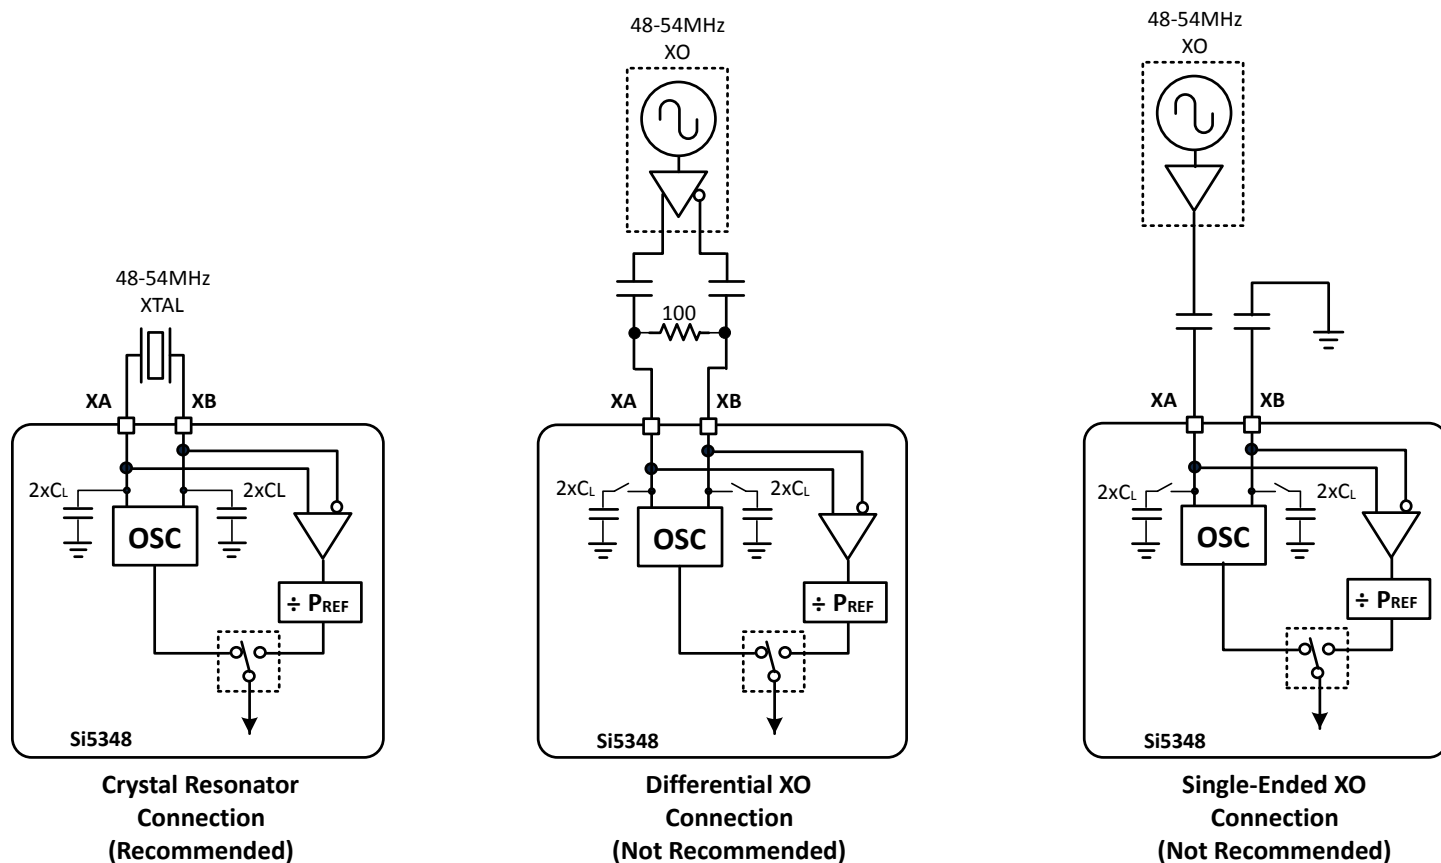 48-54MHz
XTAL
XA
XB
2xCL
2xCL
OSC
÷ PREF
Si5348
Crystal Resonator
Connection
(Recommended)
48-54MHz
XO
100
XA
XB
2xCL
2xCL
OSC
÷ PREF
Si5348
Differential XO
Connection
(Not Recommended)
48-54MHz
XO
XA
XB
2xCL
2xCL
OSC
÷ PREF
Si5348
Single-Ended XO
Connection
(Not Recommended)